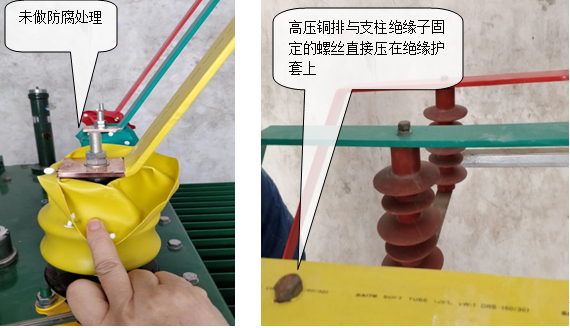 未做防腐处理
高压铜排与支柱绝缘子固
定的螺丝直接压在绝缘护
套上